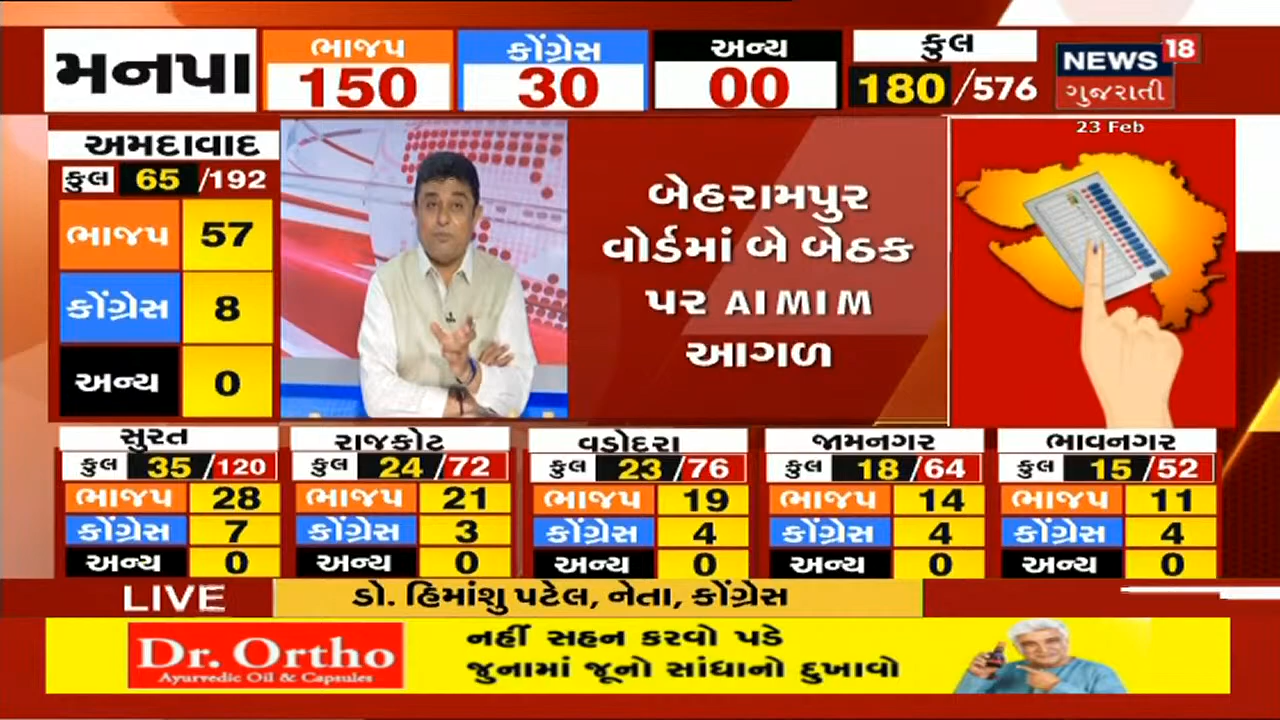 મનપા
ભાજપ
150
કોંગ્રેસ
30
અન્ય
00
કુલ
180/576
NEWS18
ગુજરાતી
અમદાવાદ
કુલ 65/192
ભાજપ 57
કોંગ્રેસ 8
અન્ય 0
બેહરામપુર
વોર્ડમાં બે બેઠક
પર AIMIM
આગળ
23 Feb
સુરત
કુલ 35/120
ભાજપ 28
કોંગ્રેસ 7
અન્ય 0
રાજકોટ
કુલ 24/72
ભાજપ 21
કોંગ્રેસ 3
અન્ય 0
વડોદરા
કુલ 23/76
ભાજપ 19
કોંગ્રેસ 4
અન્ય 0
જામનગર
કુલ 18/64
ભાજપ 14
કોંગ્રેસ 4
અન્ય 0
ભાવનગર
કુલ 15/52
ભાજપ 11
કોંગ્રેસ 4
અન્ય 0
LIVE
ડો. હિમાંશુ પટેલ, નેતા, કોંગ્રેસ
Dr. Ortho
Ayurvedic Oil & Capsules
નહીં સહન કરવો પડે
જુનામાં જૂનો સાંધાનો દુખાવો